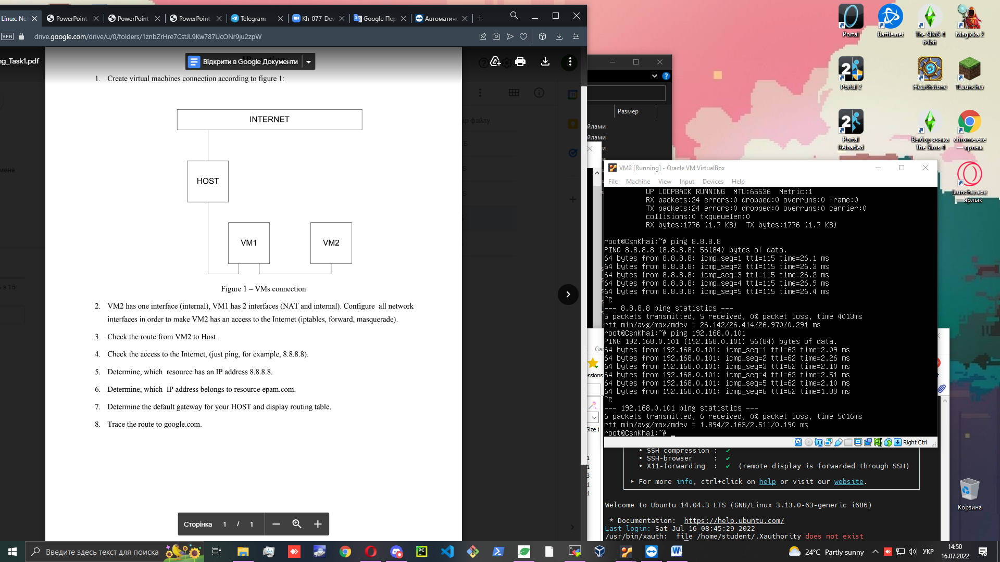 Linux. Ne
PowerPoint
PowerPoint
PowerPoint
Telegram
Kh-077-Dev
Google Пер
Автоматиче
VPN
drive.google.com/drive/u/0/folders/1znbZrHre7CstJL9Kw787UcONr9ju2zpW
ng_Task1.pdf
Відкрити в Google Документи
1. Create virtual machines connection according to figure 1:
INTERNET
HOST
VM1
VM2
Figure 1 – VMs connection
2. VM2 has one interface (internal), VM1 has 2 interfaces (NAT and internal). Configure all network
interfaces in order to make VM2 has an access to the Internet (iptables, forward, masquerade).
3. Check the route from VM2 to Host.
4. Check the access to the Internet, (just ping, for example, 8.8.8.8).
5. Determine, which resource has an IP address 8.8.8.8.
6. Determine, which IP address belongs to resource epam.com.
7. Determine the default gateway for your HOST and display routing table.
8. Trace the route to google.com.
Сторінка 1 / 1
ір файлу
мене
з 15
Размер
йлами
йлами
VM2 [Running] - Oracle VM VirtualBox
File Machine View Input Devices Help
UP LOOPBACK RUNNING  MTU:65536  Metric:1
RX packets:24 errors:0 dropped:0 overruns:0 frame:0
TX packets:24 errors:0 dropped:0 overruns:0 carrier:0
collisions:0 txqueuelen:0
RX bytes:1776 (1.7 KB)  TX bytes:1776 (1.7 KB)
root@CsnKhai:~# ping 8.8.8.8
PING 8.8.8.8 (8.8.8.8) 56(84) bytes of data.
64 bytes from 8.8.8.8: icmp_seq=1 ttl=115 time=26.1 ms
64 bytes from 8.8.8.8: icmp_seq=2 ttl=115 time=26.3 ms
64 bytes from 8.8.8.8: icmp_seq=3 ttl=115 time=26.2 ms
64 bytes from 8.8.8.8: icmp_seq=4 ttl=115 time=26.9 ms
64 bytes from 8.8.8.8: icmp_seq=5 ttl=115 time=26.4 ms
^C
--- 8.8.8.8 ping statistics ---
5 packets transmitted, 5 received, 0% packet loss, time 4013ms
rtt min/avg/max/mdev = 26.142/26.414/26.970/0.291 ms
root@CsnKhai:~# ping 192.168.0.101
PING 192.168.0.101 (192.168.0.101) 56(84) bytes of data.
64 bytes from 192.168.0.101: icmp_seq=1 ttl=62 time=2.09 ms
64 bytes from 192.168.0.101: icmp_seq=2 ttl=62 time=2.26 ms
64 bytes from 192.168.0.101: icmp_seq=3 ttl=62 time=2.10 ms
64 bytes from 192.168.0.101: icmp_seq=4 ttl=62 time=2.51 ms
64 bytes from 192.168.0.101: icmp_seq=5 ttl=62 time=2.10 ms
64 bytes from 192.168.0.101: icmp_seq=6 ttl=62 time=1.89 ms
^C
--- 192.168.0.101 ping statistics ---
6 packets transmitted, 6 received, 0% packet loss, time 5016ms
rtt min/avg/max/mdev = 1.894/2.163/2.511/0.190 ms
root@CsnKhai:~# _
Right Ctrl
Ga
essions
Size (
• SSH compression : ✔
• SSH-browser : ✔
• X11-forwarding : ✔ (remote display is forwarded through SSH)
➤ For more info, ctrl+click on help or visit our website.
Welcome to Ubuntu 14.04.3 LTS (GNU/Linux 3.13.0-63-generic i686)
* Documentation: https://help.ubuntu.com/
Last login: Sat Jul 16 08:45:29 2022
/usr/bin/xauth: file /home/student/.Xauthority does not exist
Portal
Battle.net
The SIMS 4 64bit
Magicka 2
Portal 2
Hearthstone
TLauncher
Portal Reloaded
Выбор языка The Sims 4
chrome.exe — ярлык
launcher.exe — ярлык
Корзина
Введите здесь текст для поиска
24°C Partly sunny
УКР
14:50
16.07.2022